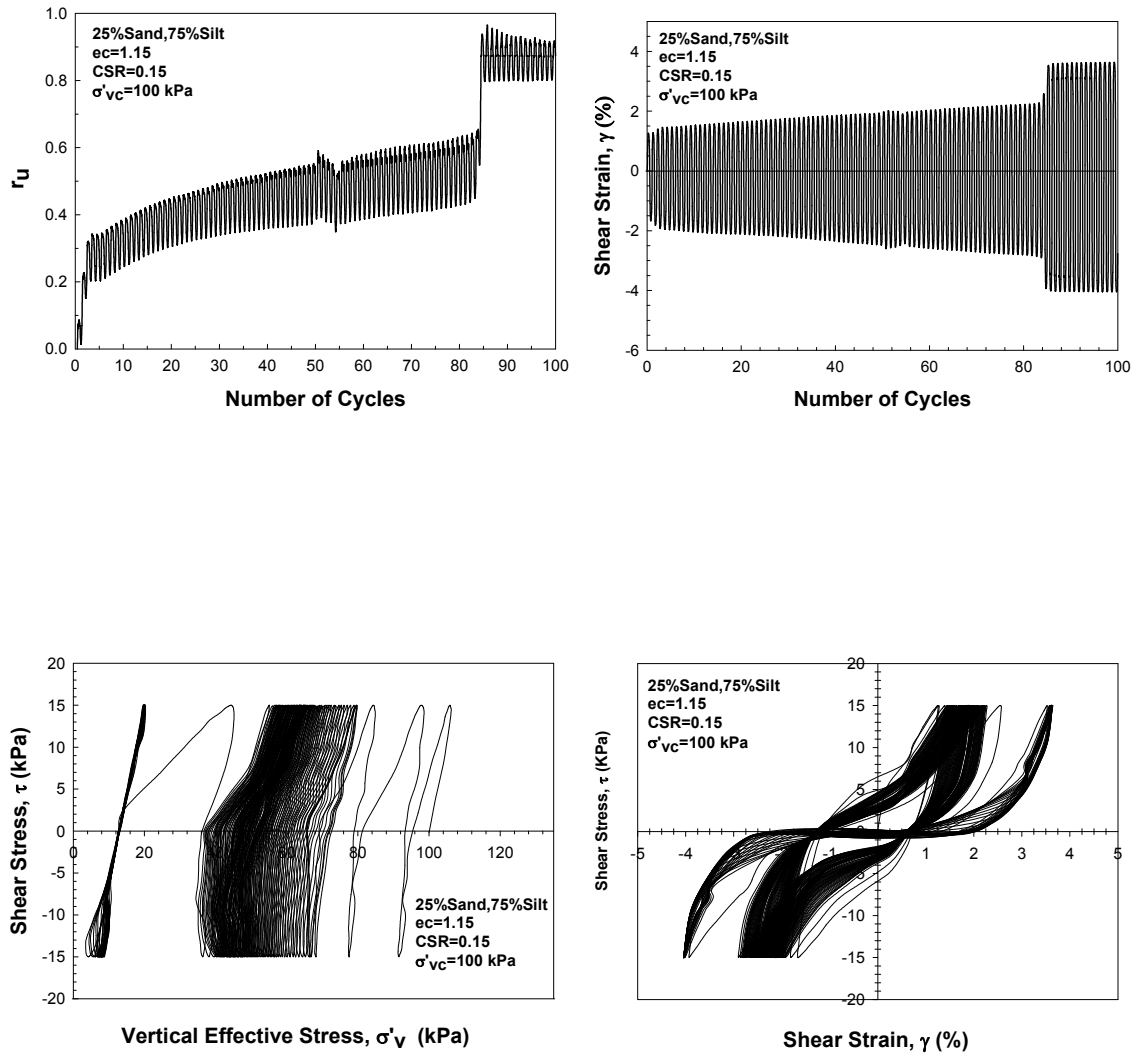 1.0
0.8
0.6
0.4
0.2
0.0
0 10 20 30 40 50 60 70 80 90 100
r u
Number of Cycles
25%Sand,75%Silt
ec=1.15
CSR=0.15
σ'vc=100 kPa
4
2
0
-2
-4
-6
0 20 40 60 80 100
Shear Strain, γ (%)
Number of Cycles
25%Sand,75%Silt
ec=1.15
CSR=0.15
σ'vc=100 kPa
20
15
10
5
0
-5
-10
-15
-20
20 40 60 80 100 120
Shear Stress, τ (kPa)
Vertical Effective Stress, σ'v (kPa)
25%Sand,75%Silt
ec=1.15
CSR=0.15
σ'vc=100 kPa
20
15
10
5
0
-5
-10
-15
-20
-5 -4 -3 -1 1 2 3 4 5
Shear Stress, τ (KPa)
Shear Strain, γ (%)
25%Sand,75%Silt
ec=1.15
CSR=0.15
σ'vc=100 kPa